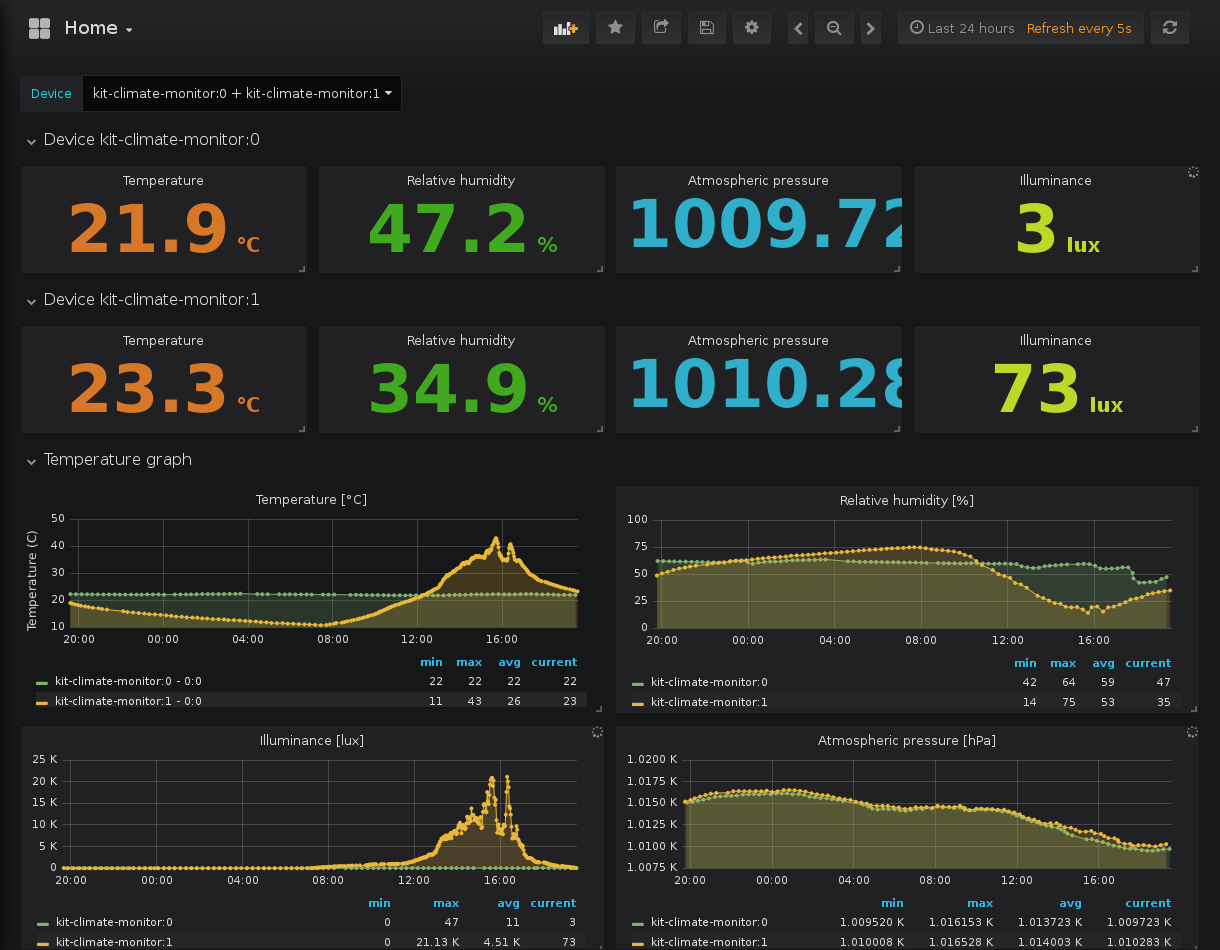 Home
Last 24 hours Refresh every 5s
Device kit-climate-monitor:0 + kit-climate-monitor:1
Device kit-climate-monitor:0
Temperature Relative humidity Atmospheric pressure Illuminance
21.9 °C 47.2 % 1009.72 3 lux
Device kit-climate-monitor:1
Temperature Relative humidity Atmospheric pressure Illuminance
23.3 °C 34.9 % 1010.28 73 lux
Temperature graph
Temperature [°C]
Temperature (C)
50
40
30
20
10
20:00 00:00 04:00 08:00 12:00 16:00
min max avg current
kit-climate-monitor:0 - 0:0 22 22 22 22
kit-climate-monitor:1 - 0:0 11 43 26 23
Relative humidity [%]
100
75
50
25
0
20:00 00:00 04:00 08:00 12:00 16:00
min max avg current
kit-climate-monitor:0 42 64 59 47
kit-climate-monitor:1 14 75 53 35
Illuminance [lux]
25 K
20 K
15 K
10 K
5 K
0
20:00 00:00 04:00 08:00 12:00 16:00
min max avg current
kit-climate-monitor:0 0 47 11 3
kit-climate-monitor:1 0 21.13 K 4.51 K 73
Atmospheric pressure [hPa]
1.0200 K
1.0175 K
1.0150 K
1.0125 K
1.0100 K
1.0075 K
20:00 00:00 04:00 08:00 12:00 16:00
min max avg current
kit-climate-monitor:0 1.009520 K 1.016153 K 1.013723 K 1.009723 K
kit-climate-monitor:1 1.010008 K 1.016528 K 1.014003 K 1.010283 K